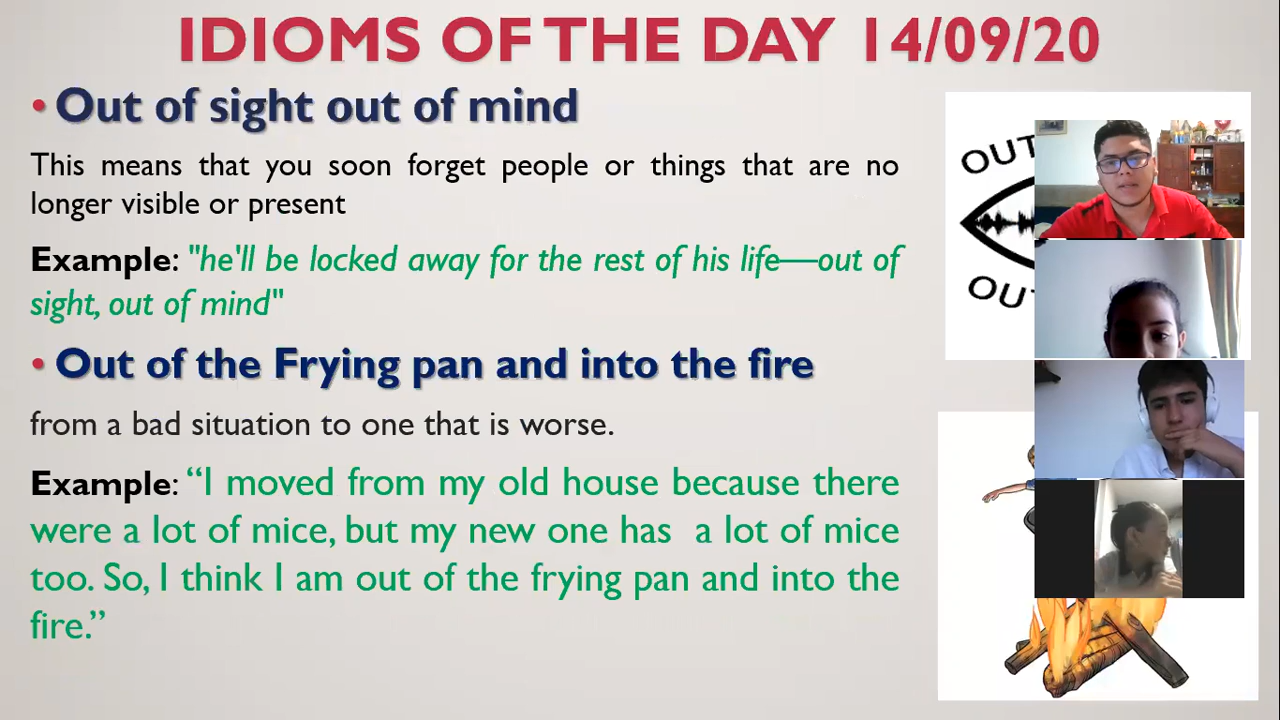 IDIOMS OF THE DAY 14/09/20
• Out of sight out of mind
This means that you soon forget people or things that are no
longer visible or present
Example: "he'll be locked away for the rest of his life—out of
sight, out of mind"
• Out of the Frying pan and into the fire
from a bad situation to one that is worse.
Example: “I moved from my old house because there
were a lot of mice, but my new one has a lot of mice
too. So, I think I am out of the frying pan and into the
fire.”
OUT
OUT